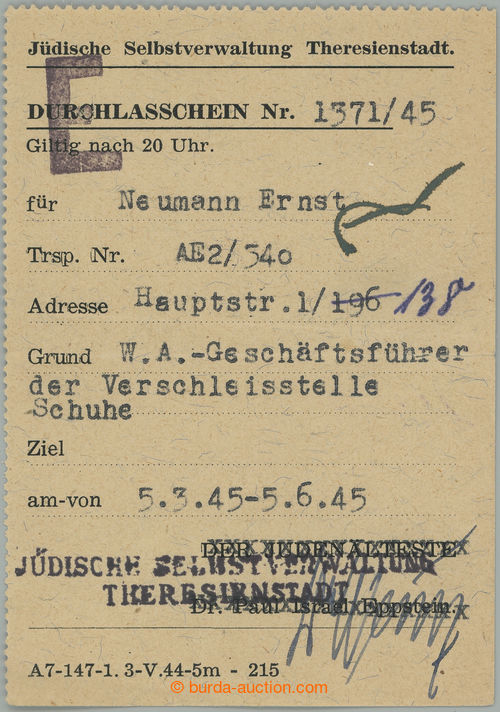 Jüdische Selbstverwaltung Theresienstadt.
E
DURCHLASSCHEIN Nr. 1371/45
Giltig nach 20 Uhr.
für Neumann Ernst
Trsp. Nr. AE2/540
Adresse Hauptstr.1/196 138
Grund W.A.-Geschäftsführer
der Verschleisstelle
Schuhe
Ziel
am-von 5.3.45-5.6.45
DER JUDENÄLTESTE
JÜDISCHE SELBSTVERWALTUNG
THERESIENSTADT
Dr. Paul Israel Eppstein.
A7-147-1. 3-V.44-5m - 215
© burda-auction.com